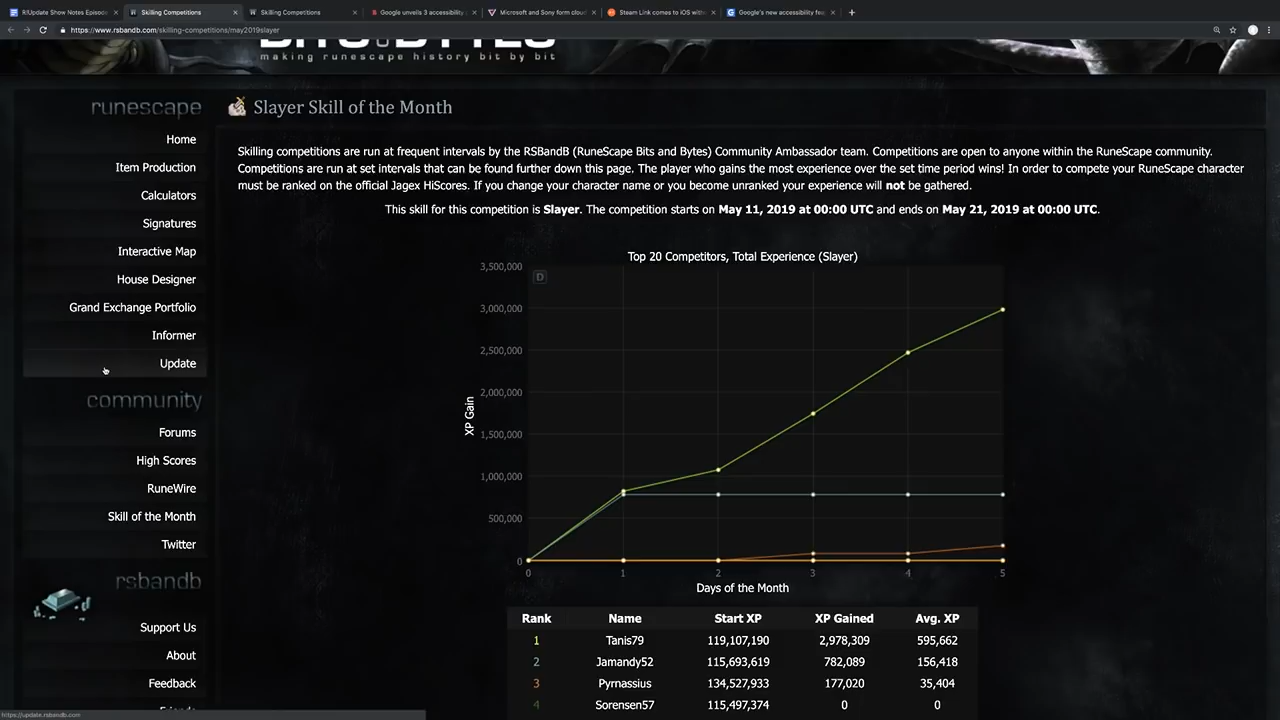 R!Update Show Notes Episode
Skilling Competitions
Skilling Competitions
Google unveils 3 accessibility
Microsoft and Sony form clou
Steam Link comes to iOS with
Google's new accessibility fea
https://www.rsbandb.com/skilling-competitions/may2019slayer
BITS & BYTES
making runescape history bit by bit
runescape
Home
Item Production
Calculators
Signatures
Interactive Map
House Designer
Grand Exchange Portfolio
Informer
Update
community
Forums
High Scores
RuneWire
Skill of the Month
Twitter
rsbandb
Support Us
About
Feedback
https://update.rsbandb.com
Slayer Skill of the Month
Skilling competitions are run at frequent intervals by the RSBandB (RuneScape Bits and Bytes) Community Ambassador team. Competitions are open to anyone within the RuneScape community.
Competitions are run at set intervals that can be found further down this page. The player who gains the most experience over the set time period wins! In order to compete your RuneScape character
must be ranked on the official Jagex HiScores. If you change your character name or you become unranked your experience will not be gathered.
This skill for this competition is Slayer. The competition starts on May 11, 2019 at 00:00 UTC and ends on May 21, 2019 at 00:00 UTC.
Top 20 Competitors, Total Experience (Slayer)
D
XP Gain
3,500,000
3,000,000
2,500,000
2,000,000
1,500,000
1,000,000
500,000
0
0 1 2 3 4 5
Days of the Month
Rank Name Start XP XP Gained Avg. XP
1 Tanis79 119,107,190 2,978,309 595,662
2 Jamandy52 115,693,619 782,089 156,418
3 Pyrnassius 134,527,933 177,020 35,404
4 Sorensen57 115,497,374 0 0